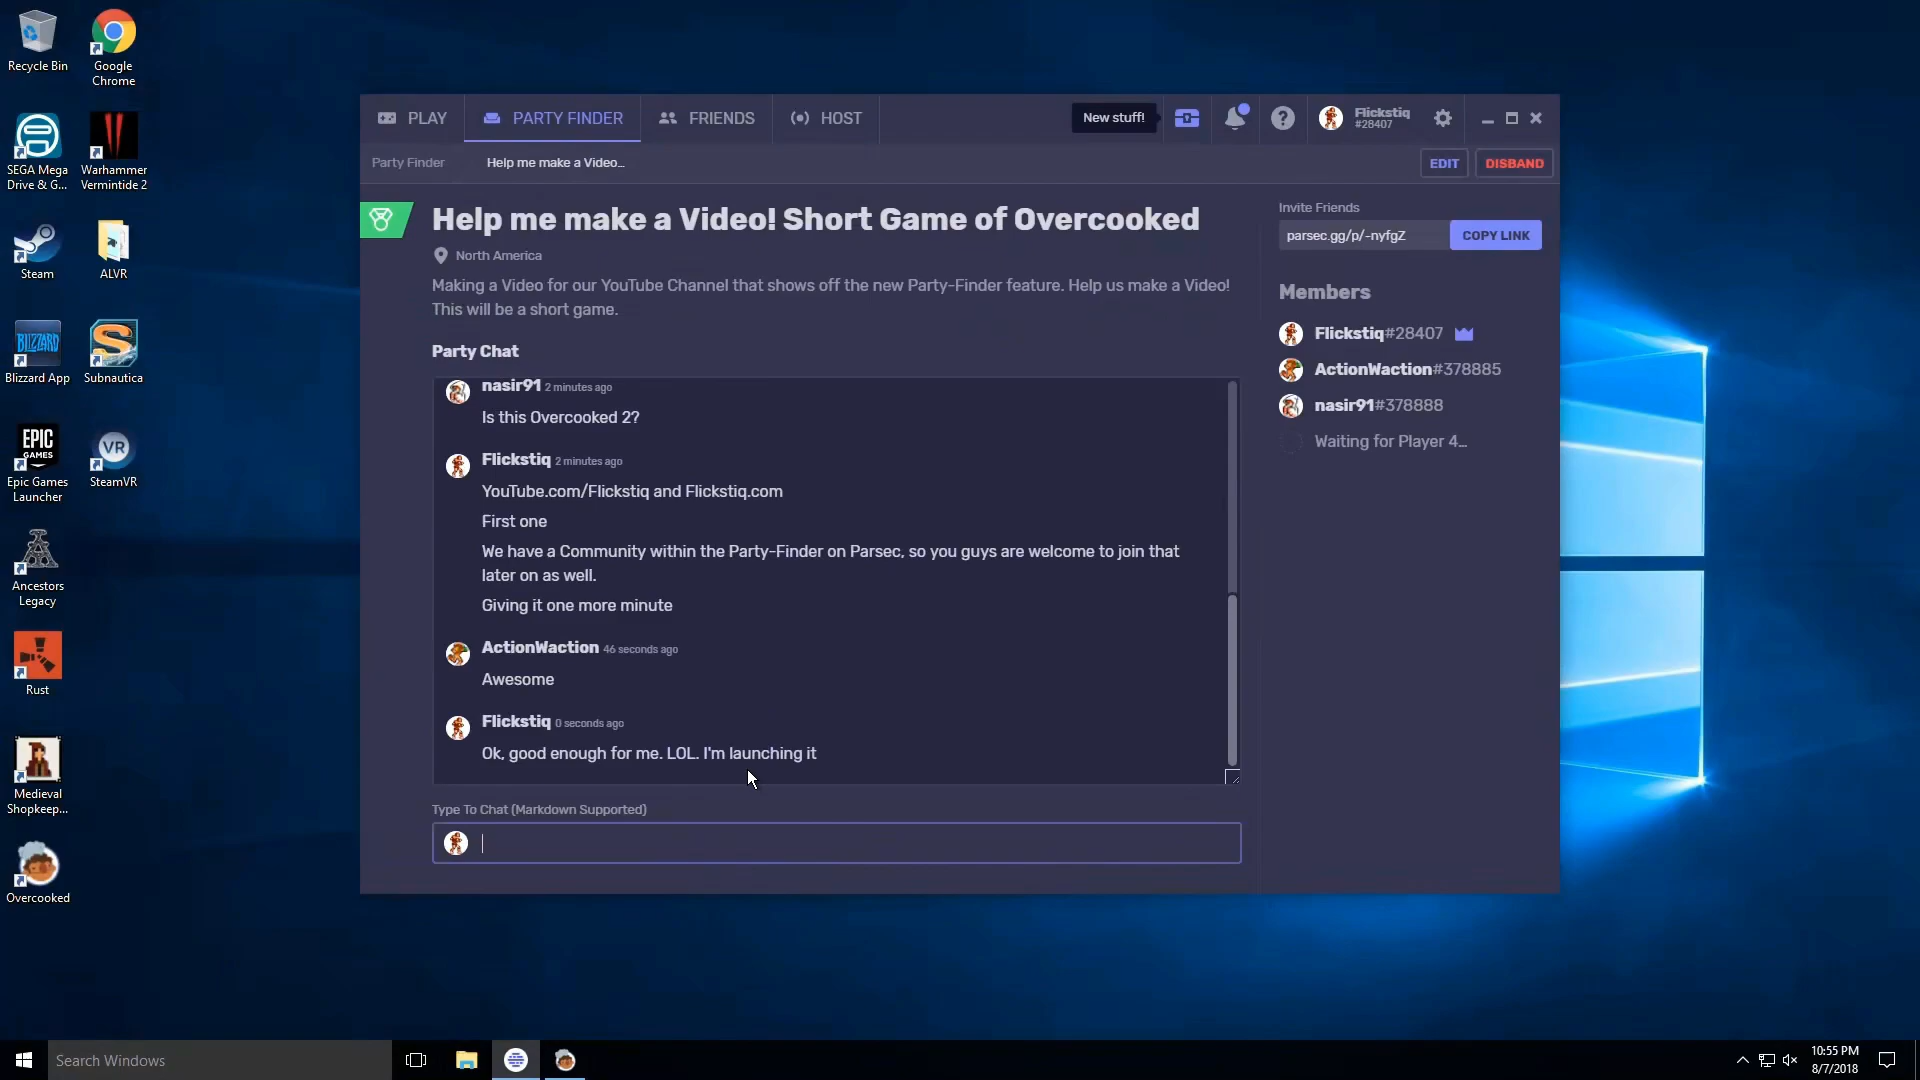 Recycle Bin
Google
Chrome
SEGA Mega
Drive & G...
Warhammer
Vermintide 2
Steam
ALVR
BLIZZARD
Blizzard App
Subnautica
EPIC
GAMES
Epic Games
Launcher
VR
SteamVR
Ancestors
Legacy
Rust
Medieval
Shopkeep...
Overcooked
PLAY
PARTY FINDER
FRIENDS
HOST
New stuff!
Flickstiq
#28407
Party Finder
Help me make a Video...
EDIT
DISBAND
Help me make a Video! Short Game of Overcooked
North America
Making a Video for our YouTube Channel that shows off the new Party-Finder feature. Help us make a Video!
This will be a short game.
Party Chat
nasir91 2 minutes ago
Is this Overcooked 2?
Flickstiq 2 minutes ago
YouTube.com/Flickstiq and Flickstiq.com
First one
We have a Community within the Party-Finder on Parsec, so you guys are welcome to join that
later on as well.
Giving it one more minute
ActionWaction 46 seconds ago
Awesome
Flickstiq 0 seconds ago
Ok, good enough for me. LOL. I'm launching it
Type To Chat (Markdown Supported)
Invite Friends
parsec.gg/p/-nyfgZ
COPY LINK
Members
Flickstiq#28407
ActionWaction#378885
nasir91#378888
Waiting for Player 4...
Search Windows
10:55 PM
8/7/2018